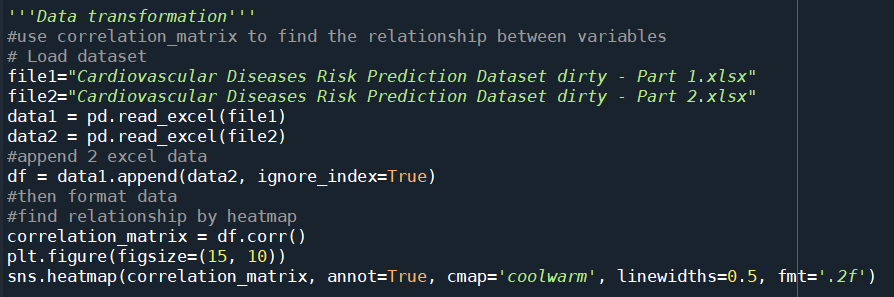 '''Data transformation'''
#use correlation_matrix to find the relationship between variables
# Load dataset
file1="Cardiovascular Diseases Risk Prediction Dataset dirty - Part 1.xlsx"
file2="Cardiovascular Diseases Risk Prediction Dataset dirty - Part 2.xlsx"
data1 = pd.read_excel(file1)
data2 = pd.read_excel(file2)
#append 2 excel data
df = data1.append(data2, ignore_index=True)
#then format data
#find relationship by heatmap
correlation_matrix = df.corr()
plt.figure(figsize=(15, 10))
sns.heatmap(correlation_matrix, annot=True, cmap='coolwarm', linewidths=0.5, fmt='.2f')